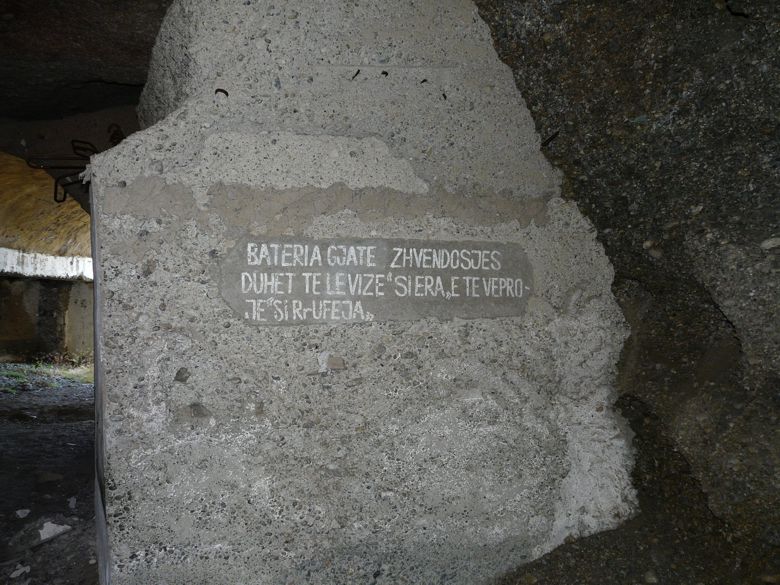 BATERIA GJATE ZHVENDOSJES
DUHET TE LEVIZE "SI ERA„ E TE VEPRO-
JE "SI RrUFEJA„